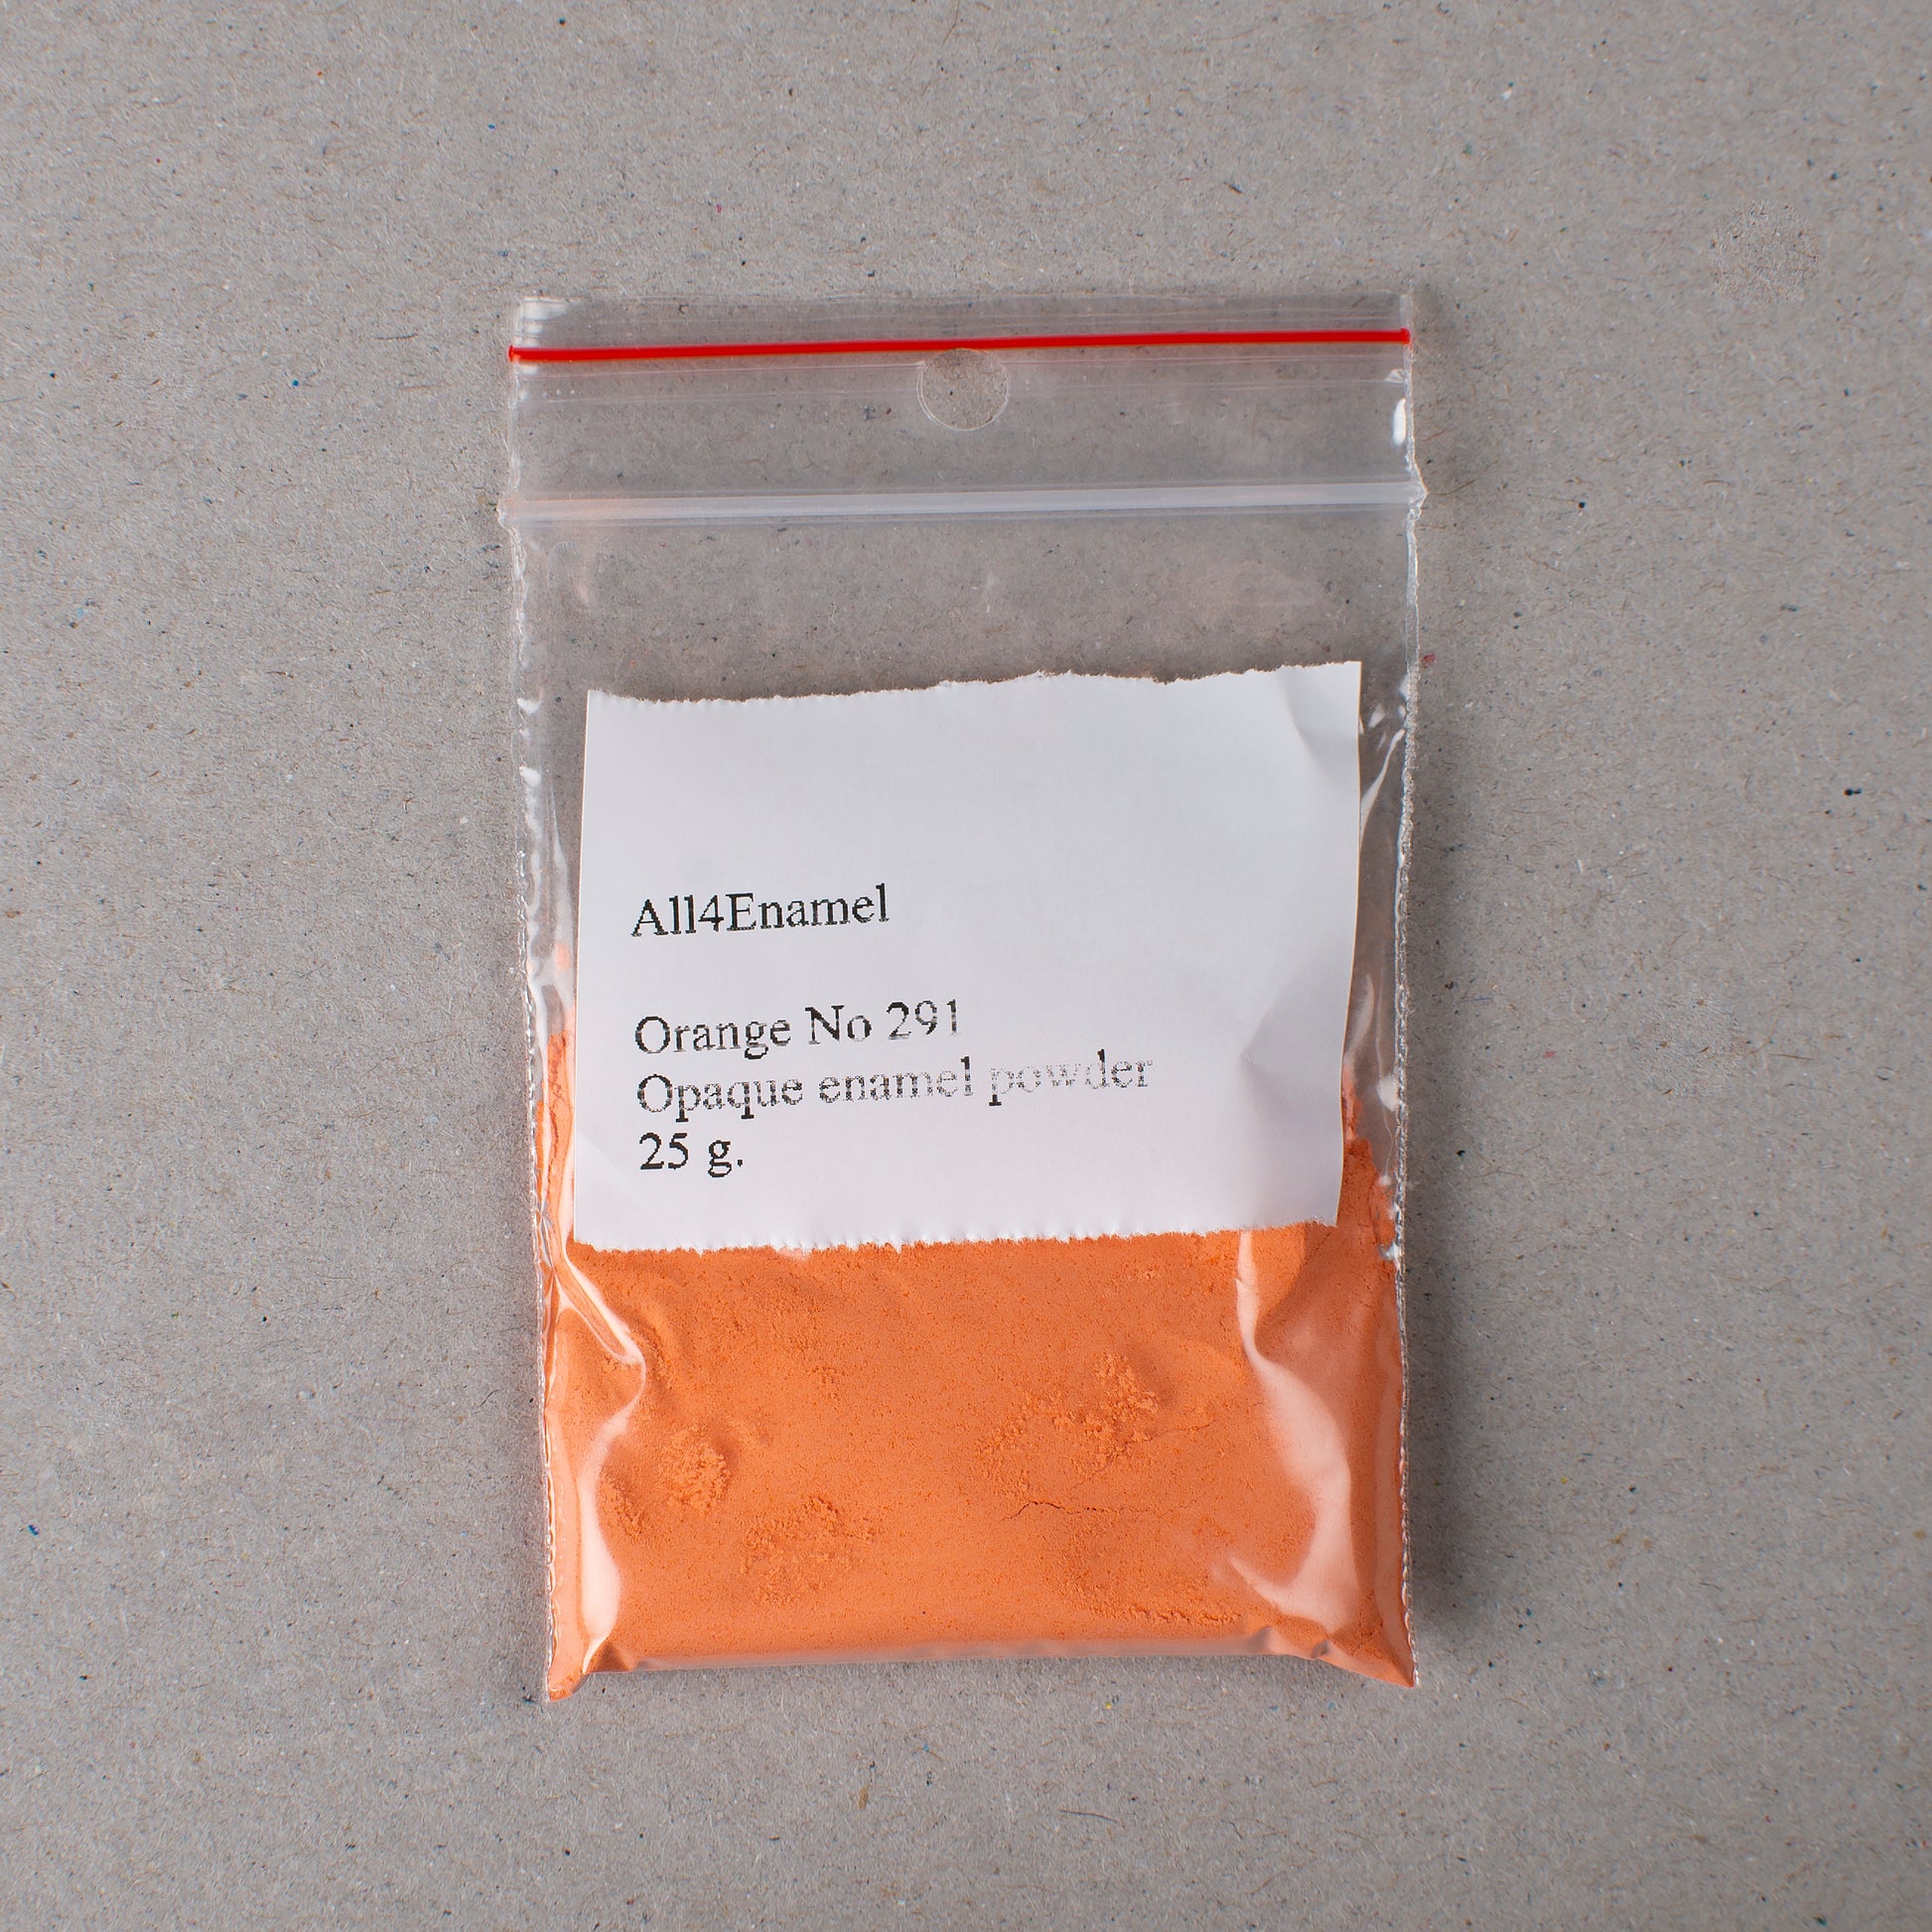 All4Enamel
Orange No 291
Opaque enamel powder
25 g.